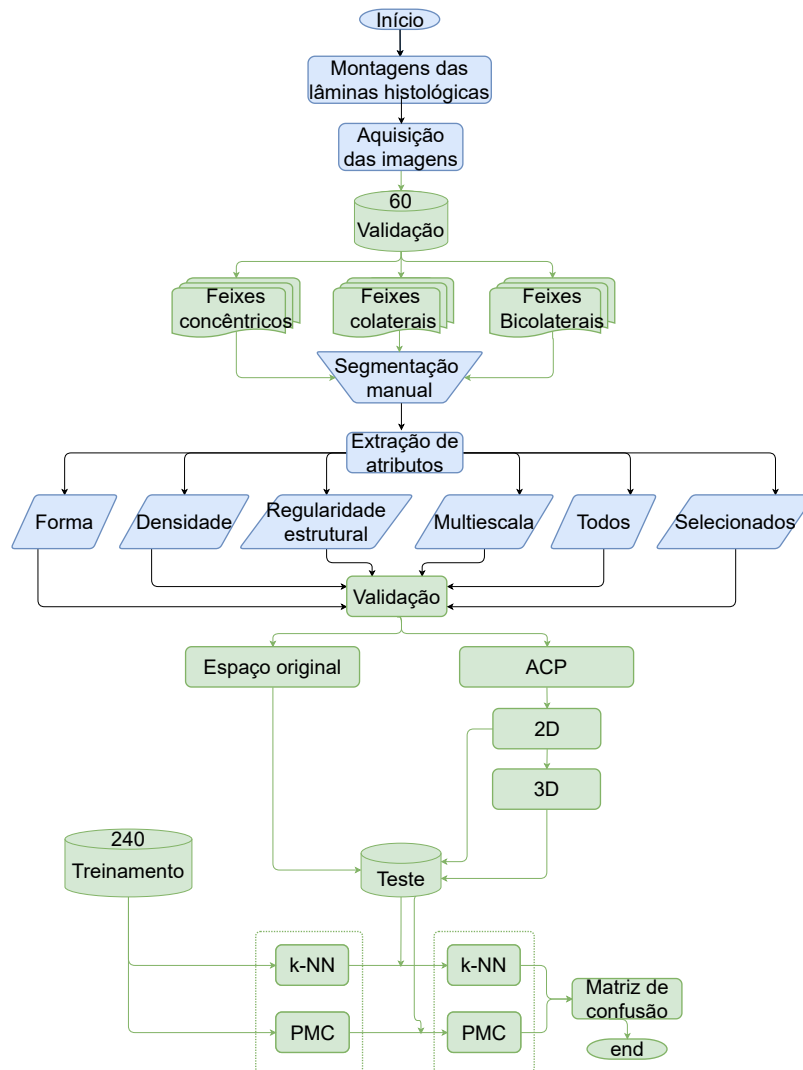 Início
Montagens das
lâminas histológicas
Aquisição
das imagens
60
Validação
Feixes
concêntricos
Feixes
colaterais
Feixes
Bicolaterais
Segmentação
manual
Extração de
atributos
Forma
Densidade
Regularidade
estrutural
Multiescala
Todos
Selecionados
Validação
Espaço original
ACP
2D
3D
240
Treinamento
Teste
k-NN
k-NN
PMC
PMC
Matriz de
confusão
end